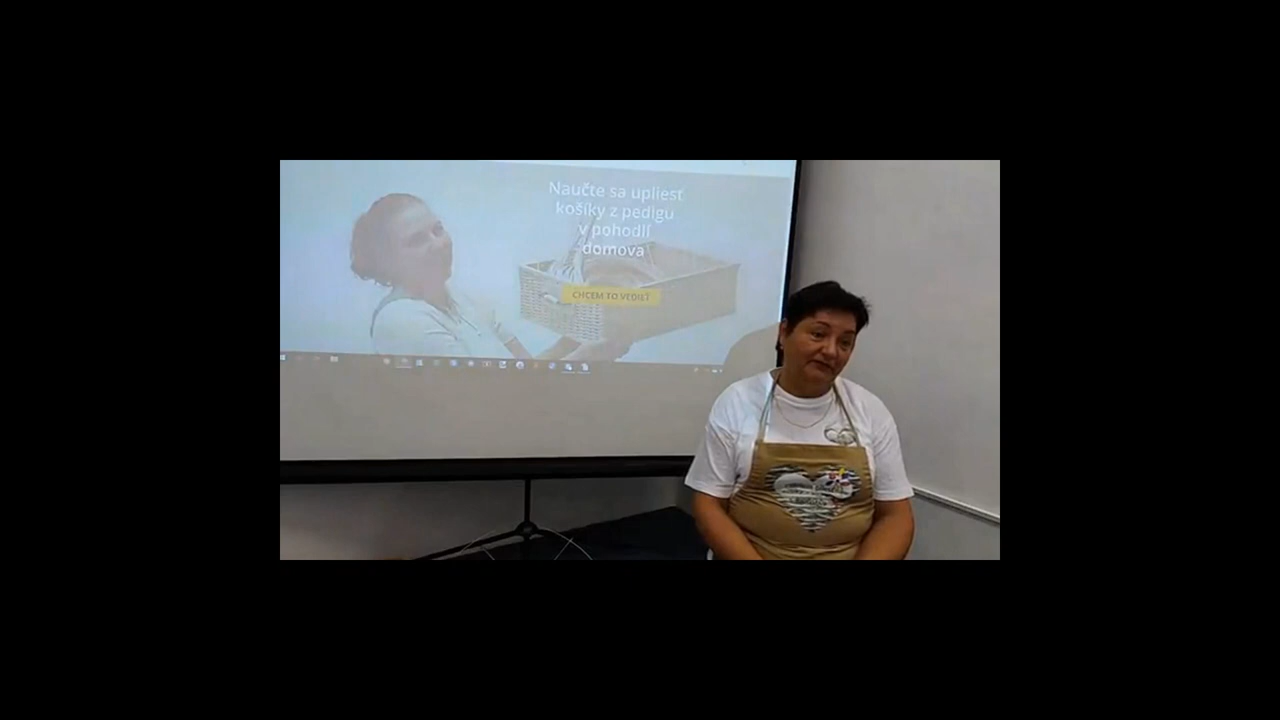 Naučte sa upliesť
košíky z pedigu
v pohodlí
domova
CHCEM TO VEDIEŤ